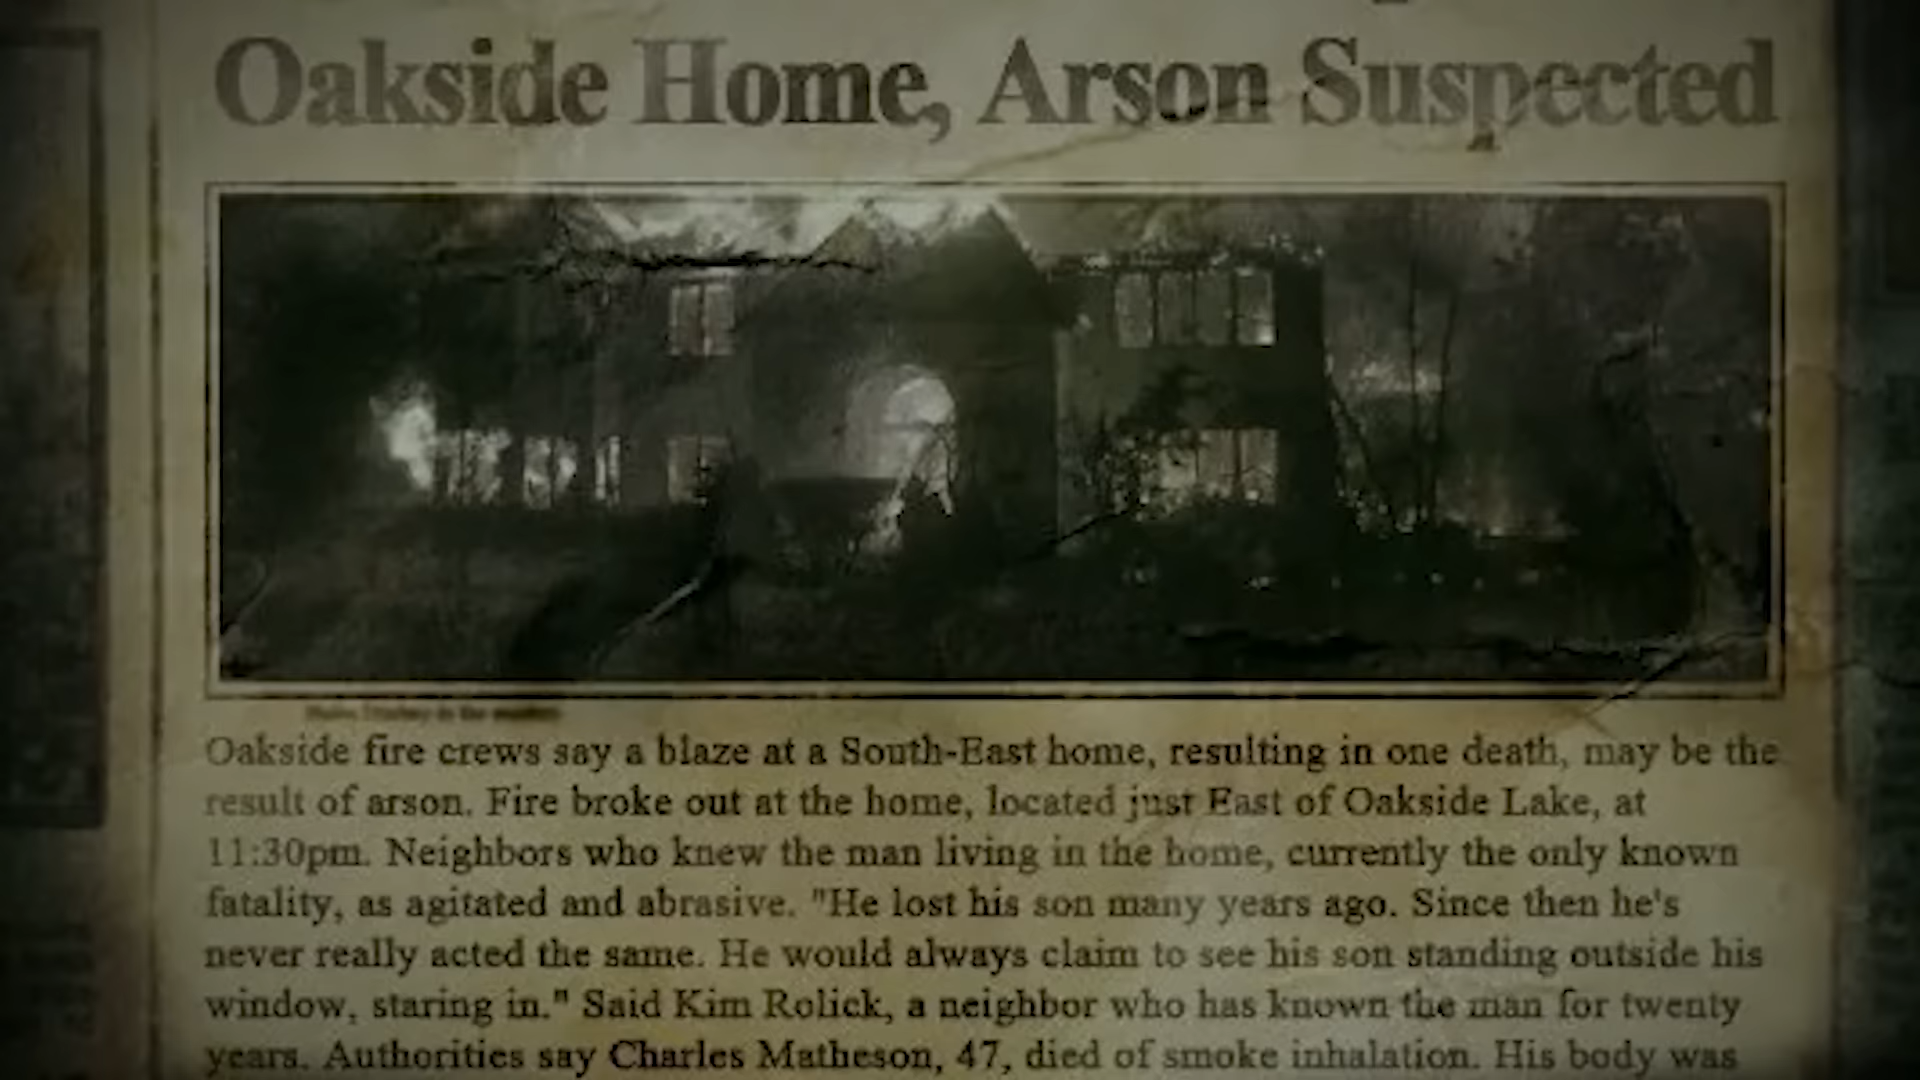 Oakside Home, Arson Suspected
Oakside fire crews say a blaze at a South-East home, resulting in one death, may be the
result of arson. Fire broke out at the home, located just East of Oakside Lake, at
11:30pm. Neighbors who knew the man living in the home, currently the only known
fatality, as agitated and abrasive. "He lost his son many years ago. Since then he's
never really acted the same. He would always claim to see his son standing outside his
window, staring in." Said Kim Rolick, a neighbor who has known the man for twenty
years. Authorities say Charles Matheson, 47, died of smoke inhalation. His body was